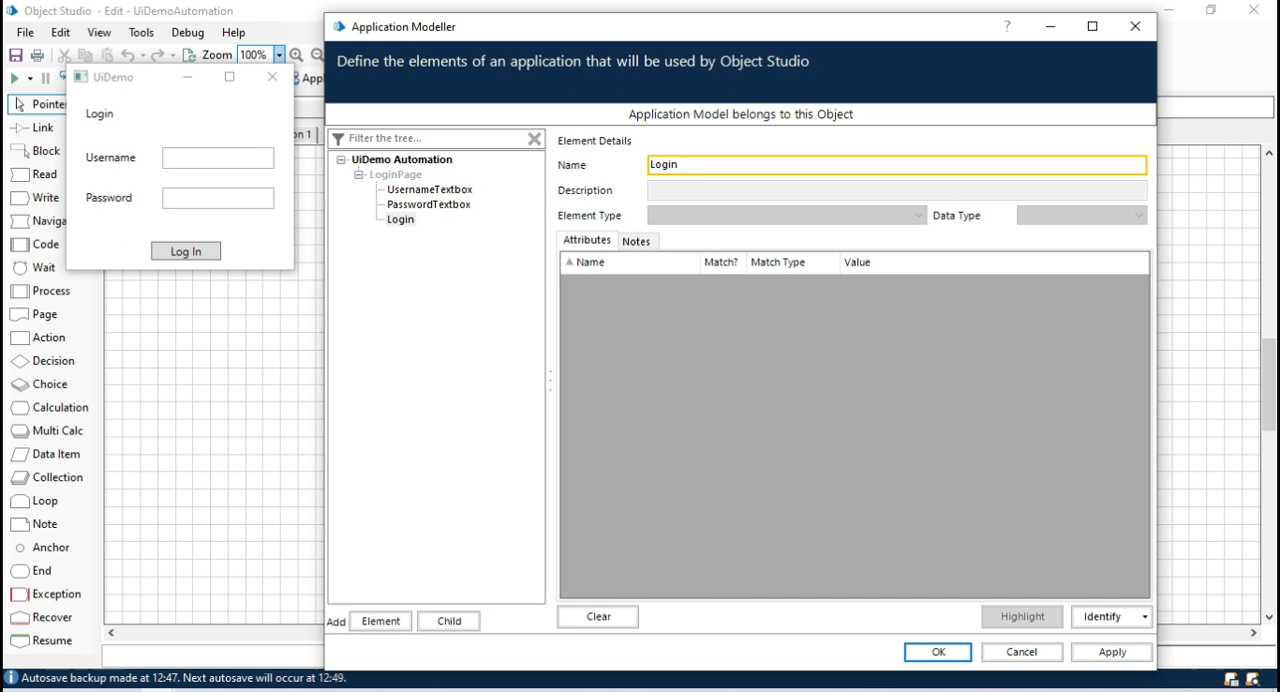 Object Studio - Edit - UiDemoAutomation
File Edit View Tools Debug Help
Zoom 100%
Pointer
Link
Block
Read
Write
Naviga
Code
Wait
Process
Page
Action
Decision
Choice
Calculation
Multi Calc
Data Item
Collection
Loop
Note
Anchor
End
Exception
Recover
Resume
UiDemo
Login
Username
Password
Log In
Appl
on 1
Application Modeller
?
Define the elements of an application that will be used by Object Studio
Application Model belongs to this Object
Filter the tree...
UiDemo Automation
LoginPage
UsernameTextbox
PasswordTextbox
Login
Add Element Child
Element Details
Name Login
Description
Element Type Data Type
Attributes Notes
Name Match? Match Type Value
Clear Highlight Identify
OK Cancel Apply
Autosave backup made at 12:47. Next autosave will occur at 12:49.